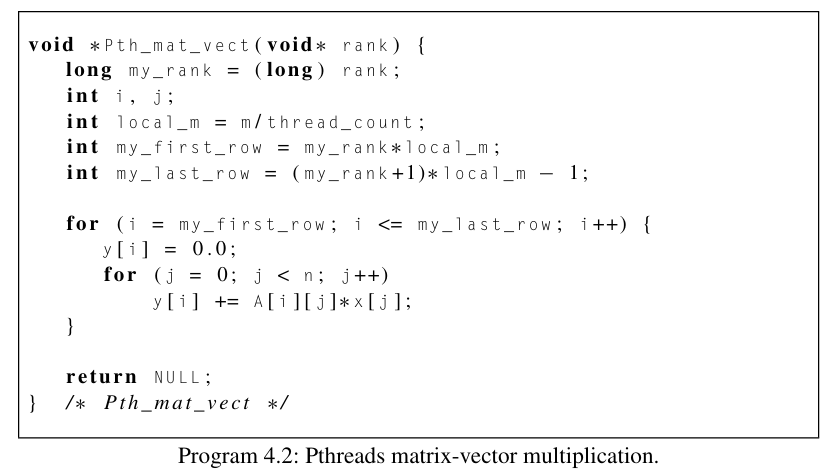 void *Pth_mat_vect(void* rank) {
   long my_rank = (long) rank;
   int i, j;
   int local_m = m/thread_count;
   int my_first_row = my_rank*local_m;
   int my_last_row = (my_rank+1)*local_m − 1;

   for (i = my_first_row; i <= my_last_row; i++) {
      y[i] = 0.0;
      for (j = 0; j < n; j++)
          y[i] += A[i][j]*x[j];
   }

   return NULL;
}  /* Pth_mat_vect */
Program 4.2: Pthreads matrix-vector multiplication.